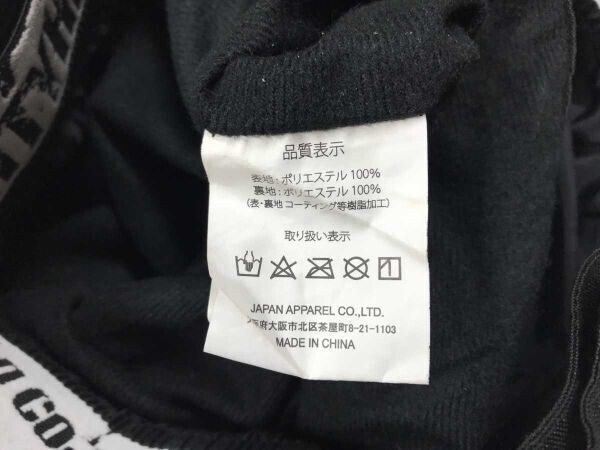 品質表示
表地:ポリエステル 100%
裏地:ポリエステル 100%
(表・裏地 コーティング等樹脂加工)
取り扱い表示
JAPAN APPAREL CO.,LTD.
府大阪市北区茶屋町8-21-1103
MADE IN CHINA
CO.